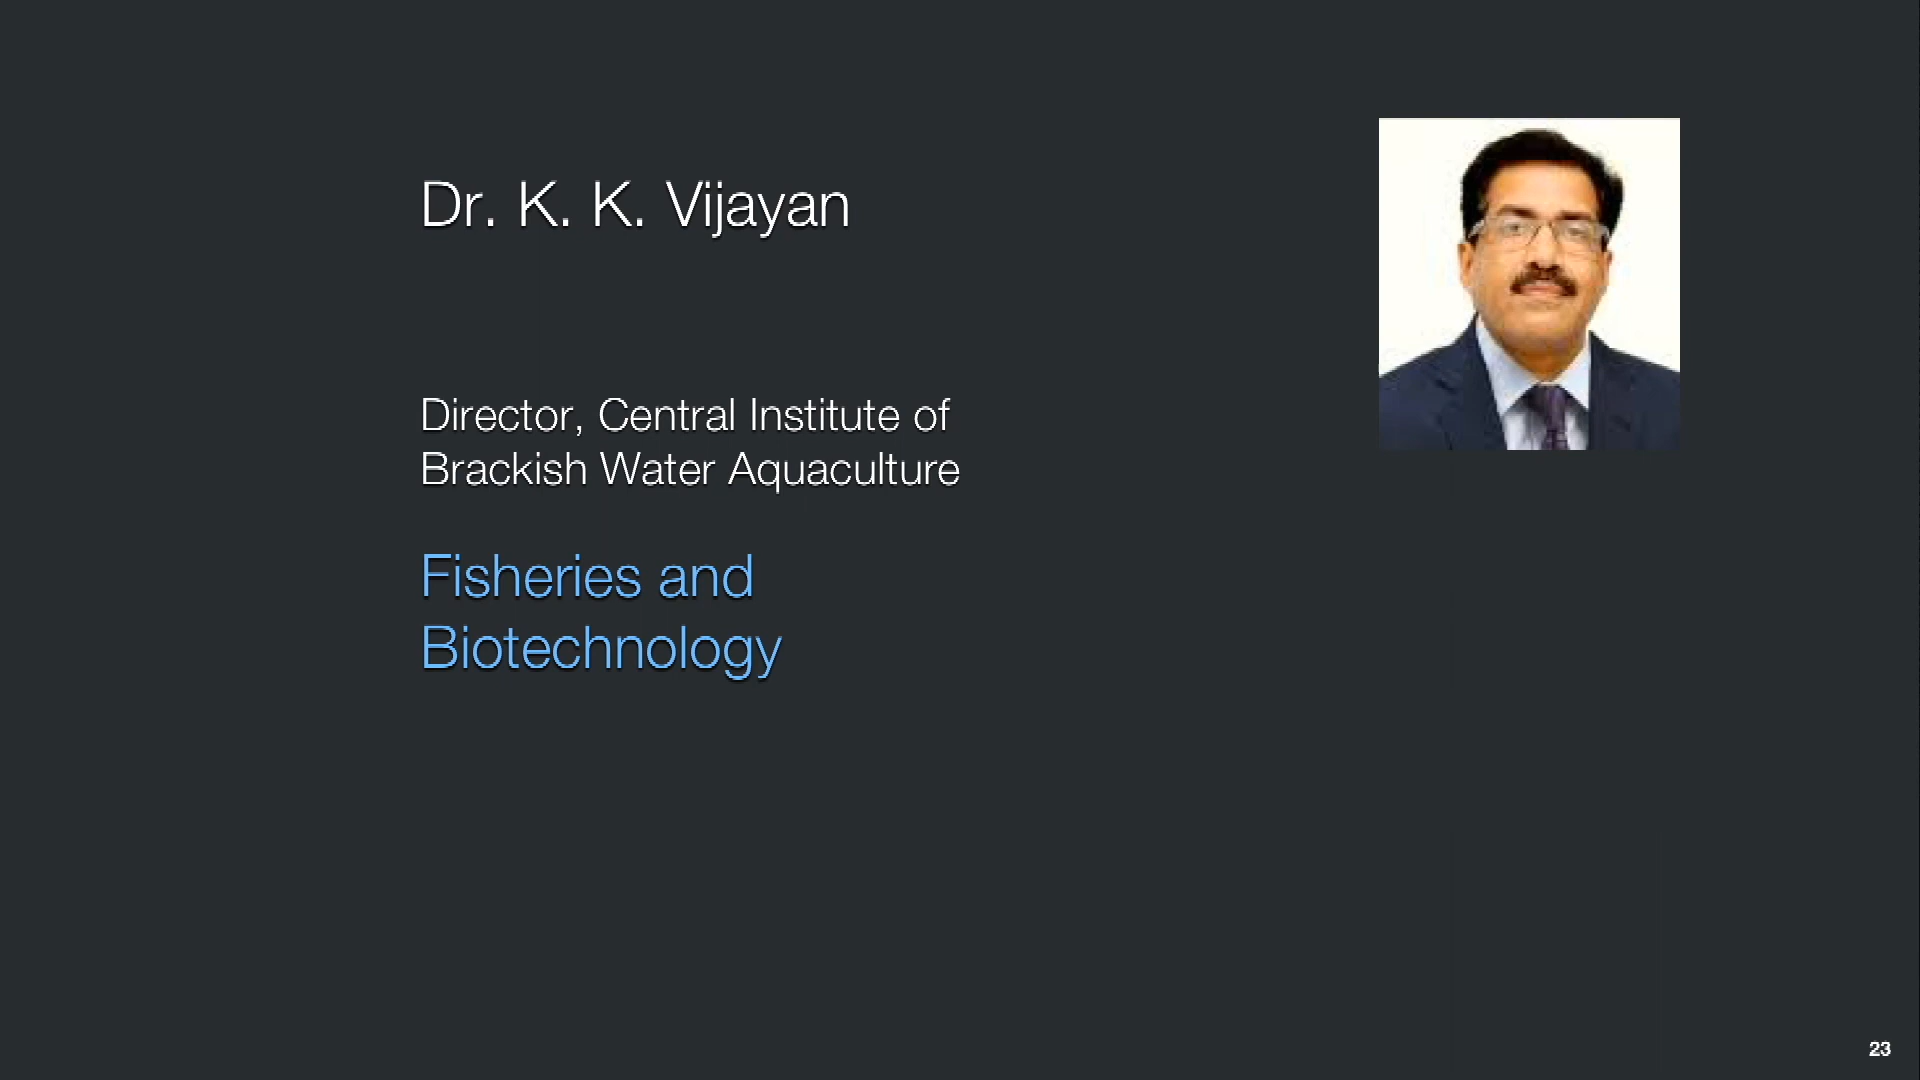 Dr. K. K. Vijayan
Director, Central Institute of
Brackish Water Aquaculture
Fisheries and
Biotechnology
23